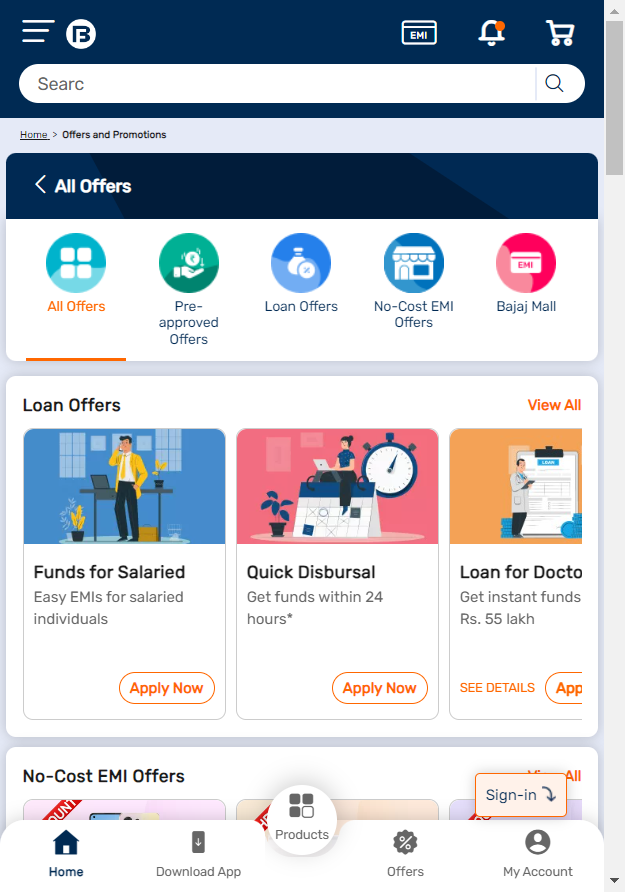 EMI
Searc
Home > Offers and Promotions
All Offers
All Offers
Pre-
approved
Offers
Loan Offers
No-Cost EMI
Offers
EMI
Bajaj Mall
Loan Offers
View All
LOAN
Funds for Salaried
Easy EMIs for salaried
individuals
Apply Now
Quick Disbursal
Get funds within 24
hours*
Apply Now
Loan for Docto
Get instant funds
Rs. 55 lakh
SEE DETAILS
App
No-Cost EMI Offers
View All
Sign-in
Products
Home
Download App
Offers
My Account